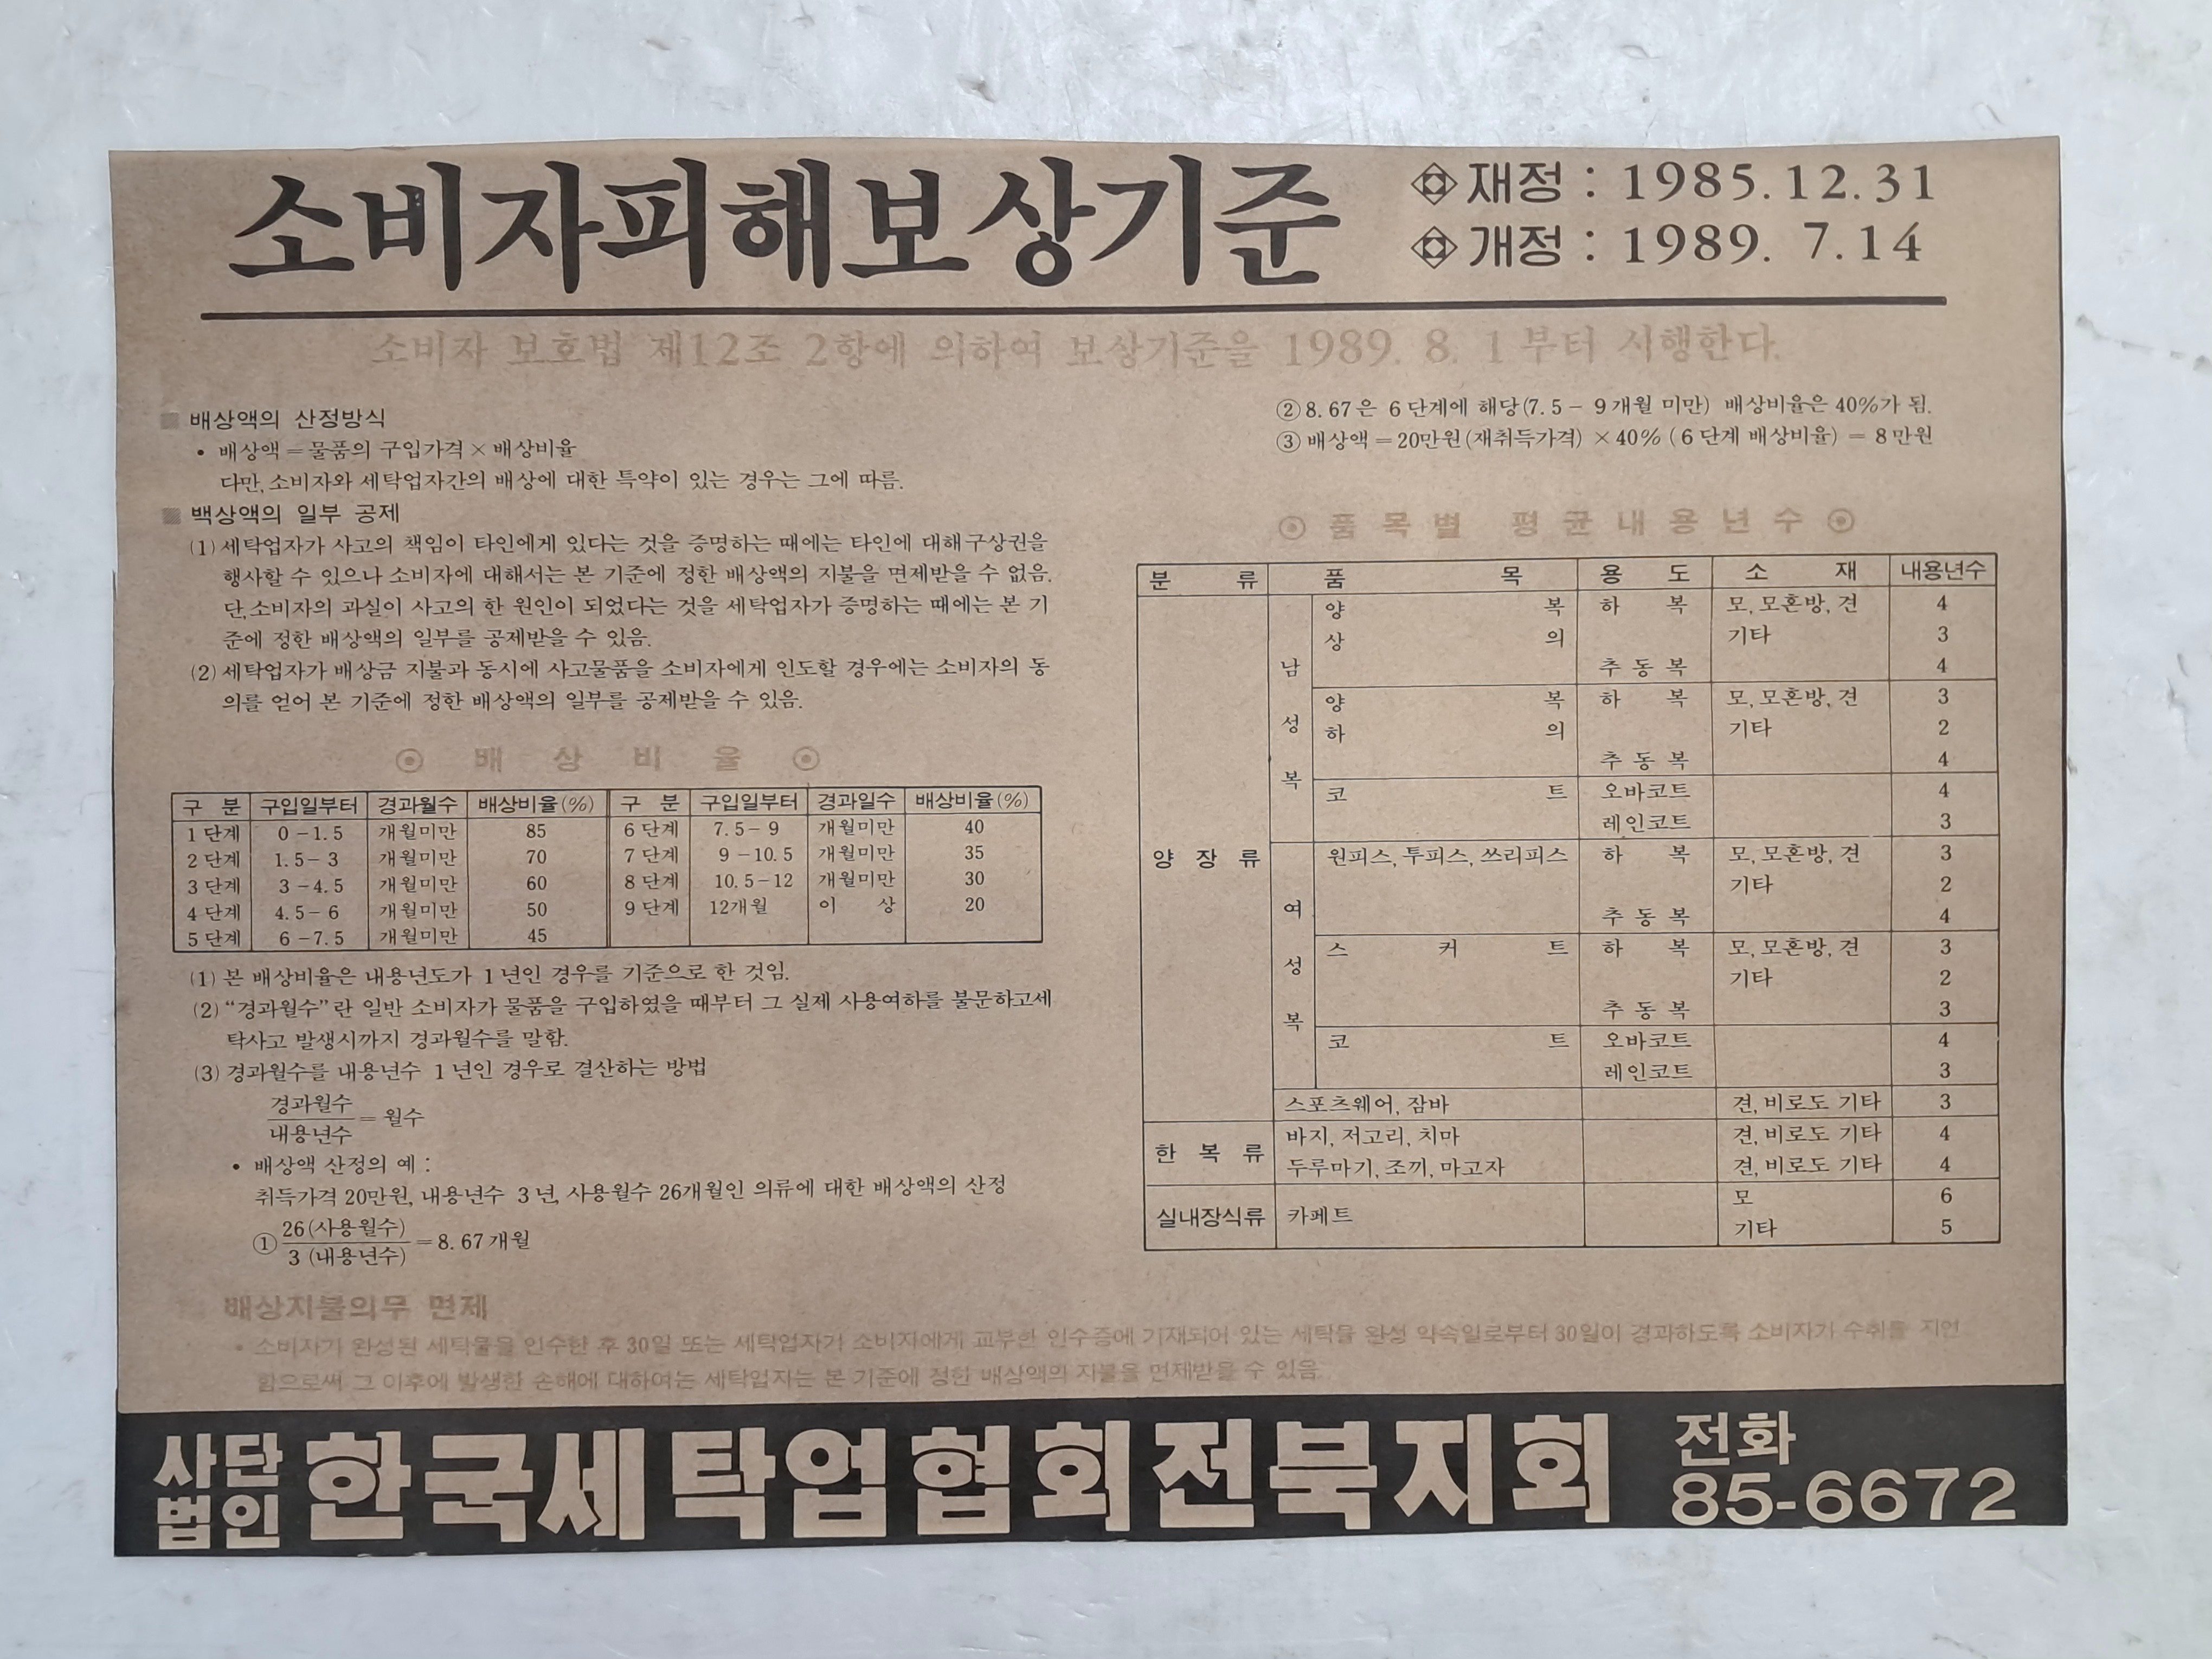 소비자피해보상기준
재정 : 1985. 12. 31
개정 : 1989. 7. 14
소비자 보호법 제12조 2항에 의하여 보상기준을 1989. 8. 1 부터 시행한다.
배상액의 산정방식
• 배상액 = 물품의 구입가격 × 배상비율
다만, 소비자와 세탁업자간의 배상에 대한 특약이 있는 경우는 그에 따름.
백상액의 일부 공제
(1) 세탁업자가 사고의 책임이 타인에게 있다는 것을 증명하는 때에는 타인에 대해구상권을
행사할 수 있으나 소비자에 대해서는 본 기준에 정한 배상액의 지불을 면제받을 수 없음.
단, 소비자의 과실이 사고의 한 원인이 되었다는 것을 세탁업자가 증명하는 때에는 본 기
준에 정한 배상액의 일부를 공제받을 수 있음.
(2) 세탁업자가 배상금 지불과 동시에 사고물품을 소비자에게 인도할 경우에는 소비자의 동
의를 얻어 본 기준에 정한 배상액의 일부를 공제받을 수 있음.
⊙ 배 상 비 율 ⊙
구 분 구입일부터 경과월수 배상비율(%) 구 분 구입일부터 경과일수 배상비율(%)
1 단계 0 – 1.5 개월미만 85 6 단계 7.5 – 9 개월미만 40
2 단계 1.5 – 3 개월미만 70 7 단계 9 – 10.5 개월미만 35
3 단계 3 – 4.5 개월미만 60 8 단계 10.5 – 12 개월미만 30
4 단계 4.5 – 6 개월미만 50 9 단계 12개월 이 상 20
5 단계 6 – 7.5 개월미만 45
(1) 본 배상비율은 내용년도가 1 년인 경우를 기준으로 한 것임.
(2) “경과월수”란 일반 소비자가 물품을 구입하였을 때부터 그 실제 사용여하를 불문하고세
탁사고 발생시까지 경과월수를 말함.
(3) 경과월수를 내용년수 1 년인 경우로 결산하는 방법
경과월수
내용년수 = 월수
• 배상액 산정의 예 :
취득가격 20만원, 내용년수 3 년, 사용월수 26개월인 의류에 대한 배상액의 산정
① 26 (사용월수)
3 (내용년수) = 8. 67 개월
② 8. 67 은 6 단계에 해당 (7. 5 – 9 개월 미만) 배상비율은 40%가 됨.
③ 배상액 = 20만원 (재취득가격) × 40% ( 6 단계 배상비율) = 8 만원
⊙ 품 목 별 평 균 내 용 년 수 ⊙
분 류 품 목 용 도 소 재 내용년수
양 장 류
남 성 복
양 복 상 의 하 복 모, 모혼방, 견 4
기타 3
추 동 복 4
양 복 하 의 하 복 모, 모혼방, 견 3
기타 2
추 동 복 4
코 트 오바코트 4
레인코트 3
여 성 복
원피스, 투피스, 쓰리피스 하 복 모, 모혼방, 견 3
기타 2
추 동 복 4
스 커 트 하 복 모, 모혼방, 견 3
기타 2
추 동 복 3
코 트 오바코트 4
레인코트 3
스포츠웨어, 잠바 견, 비로도 기타 3
한 복 류 바지, 저고리, 치마 견, 비로도 기타 4
두루마기, 조끼, 마고자 견, 비로도 기타 4
실내장식류 카페트 모 6
기타 5
배상지불의무 면제
• 소비자가 완성된 세탁물을 인수한 후 30일 또는 세탁업자가 소비자에게 교부한 인수증에 기재되어 있는 세탁물 완성 약속일로부터 30일이 경과하도록 소비자가 수취를 지연
함으로써 그 이후에 발생한 손해에 대하여는 세탁업자는 본 기준에 정한 배상액의 지불을 면제받을 수 있음.
사단법인 한국세탁업협회전북지회 전화
85-6672